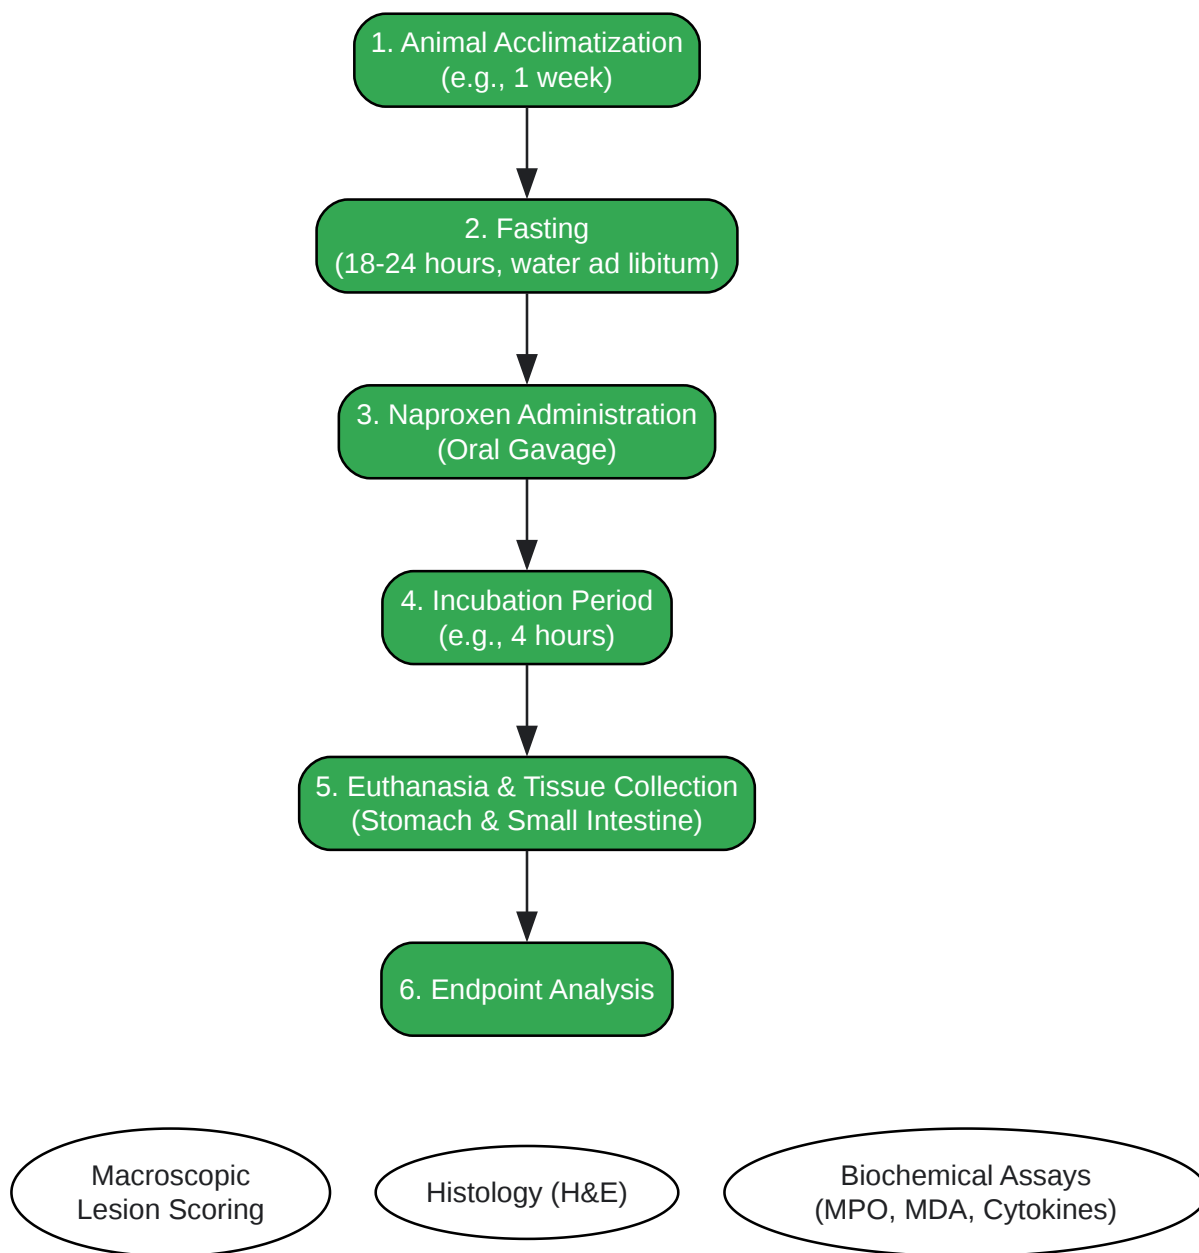 1. Animal Acclimatization
(e.g., 1 week)
2. Fasting
(18-24 hours, water ad libitum)
3. Naproxen Administration
(Oral Gavage)
4. Incubation Period
(e.g., 4 hours)
5. Euthanasia & Tissue Collection
(Stomach & Small Intestine)
6. Endpoint Analysis
Macroscopic
Lesion Scoring
Histology (H&E)
Biochemical Assays
(MPO, MDA, Cytokines)